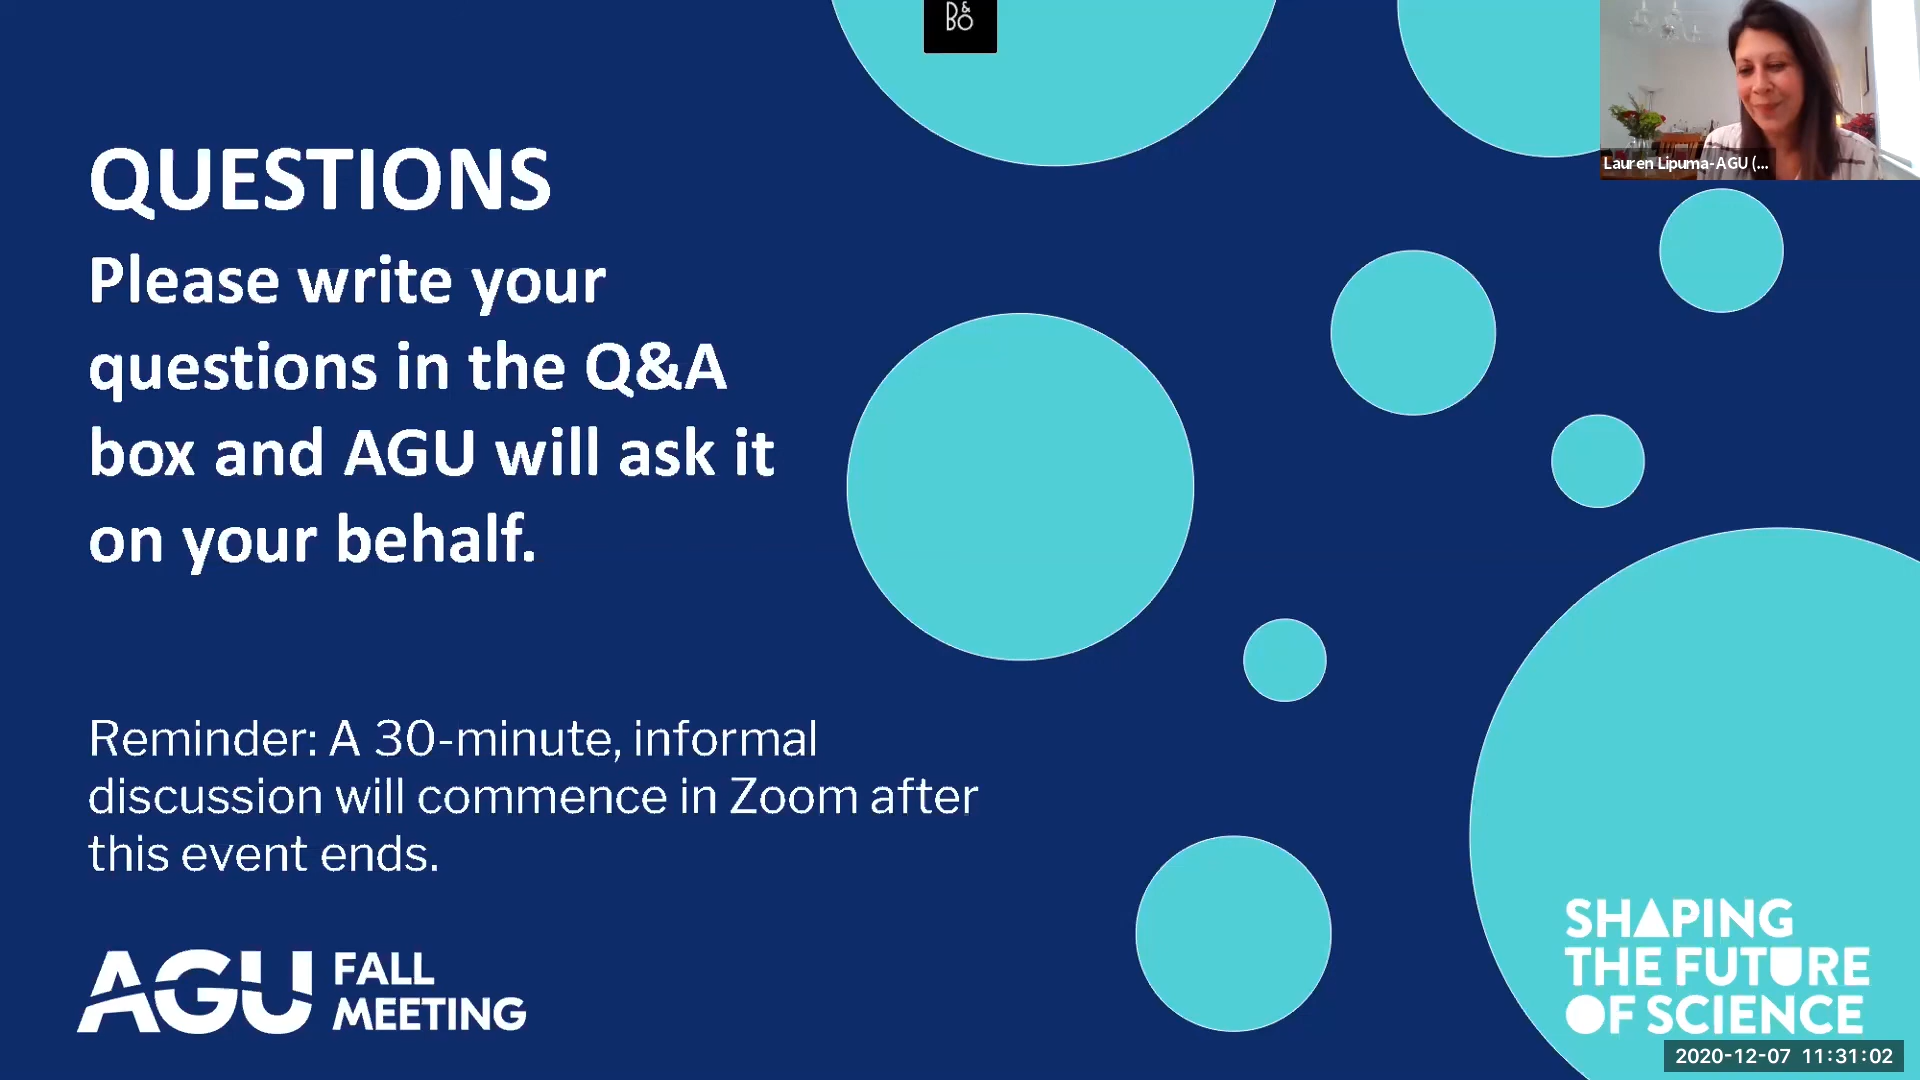 B&
BO
Lauren Lipuma-AGU (...
QUESTIONS
Please write your
questions in the Q&A
box and AGU will ask it
on your behalf.
Reminder: A 30-minute, informal
discussion will commence in Zoom after
this event ends.
AGU FALL
MEETING
SHAPING
THE FUTURE
OF SCIENCE
2020-12-07 11:31:02